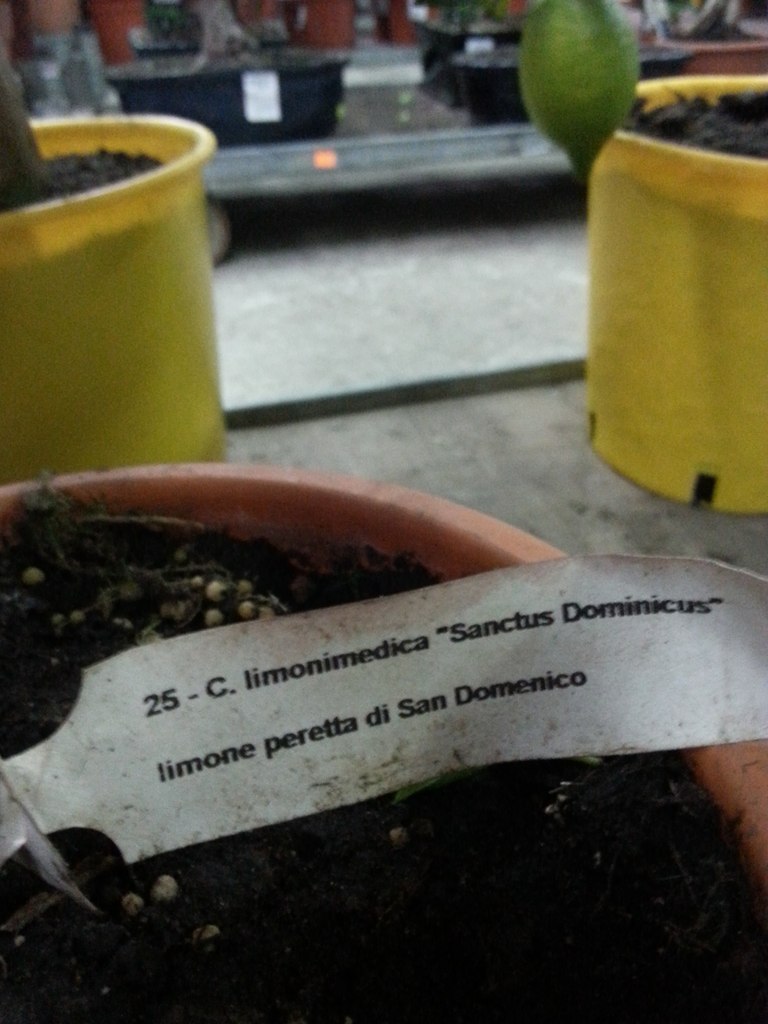 25 - C. limonimedica "Sanctus Dominicus"
limone peretta di San Domenico